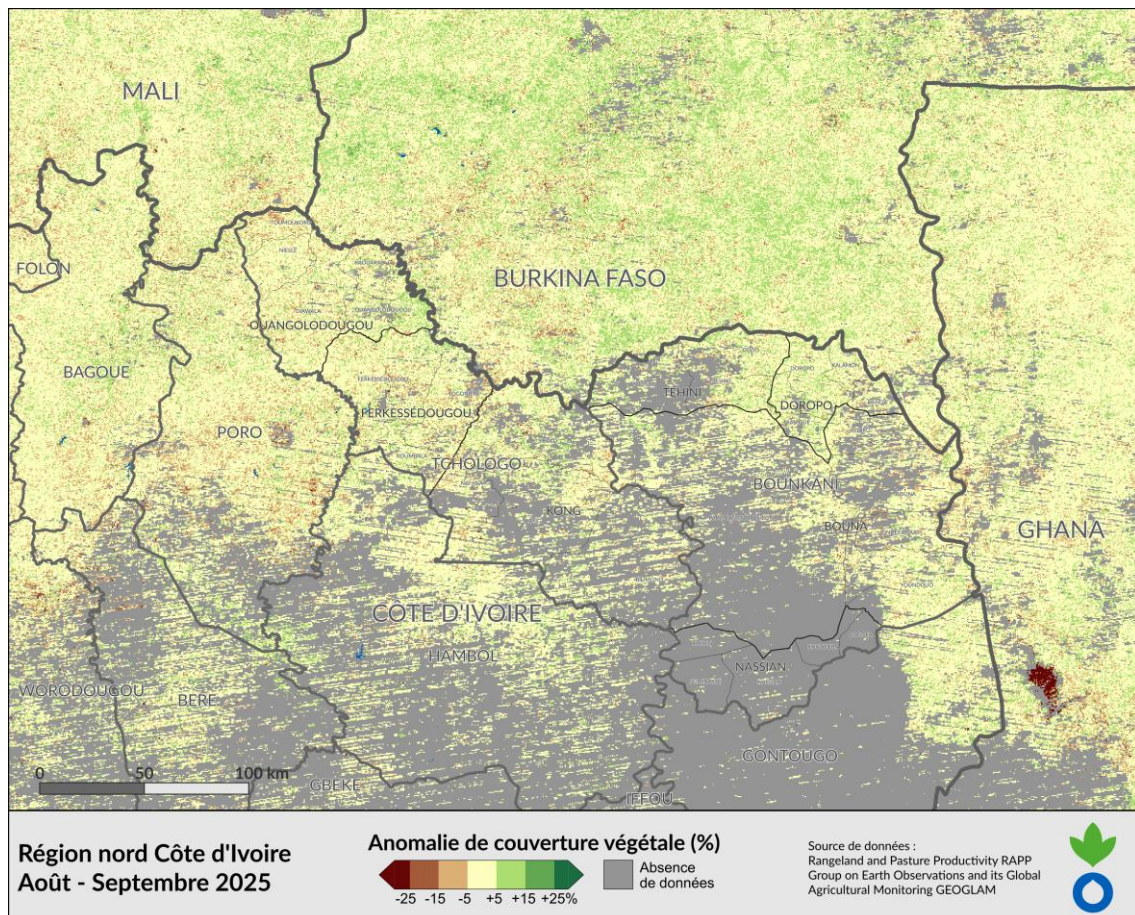 MALI
FOLON
BURKINA FASO
OUANGOLODOUGOU
BAGOUE
TEHINI
DOROPO
FERKESSÉDOUGOU
PORO
TCHOLOGO
BOUNKANI
KONG
BOUNA
GHANA
CÔTE D'IVOIRE
HAMBOL
NASSIAN
WORODOUGOU
BERE
GONTOUGO
0 50 100 km
GBEKE
IFFOU
Région nord Côte d'Ivoire
Août - Septembre 2025
Anomalie de couverture végétale (%)
-25 -15 -5 +5 +15 +25%
Absence
de données
Source de données :
Rangeland and Pasture Productivity RAPP
Group on Earth Observations and its Global
Agricultural Monitoring GEOGLAM